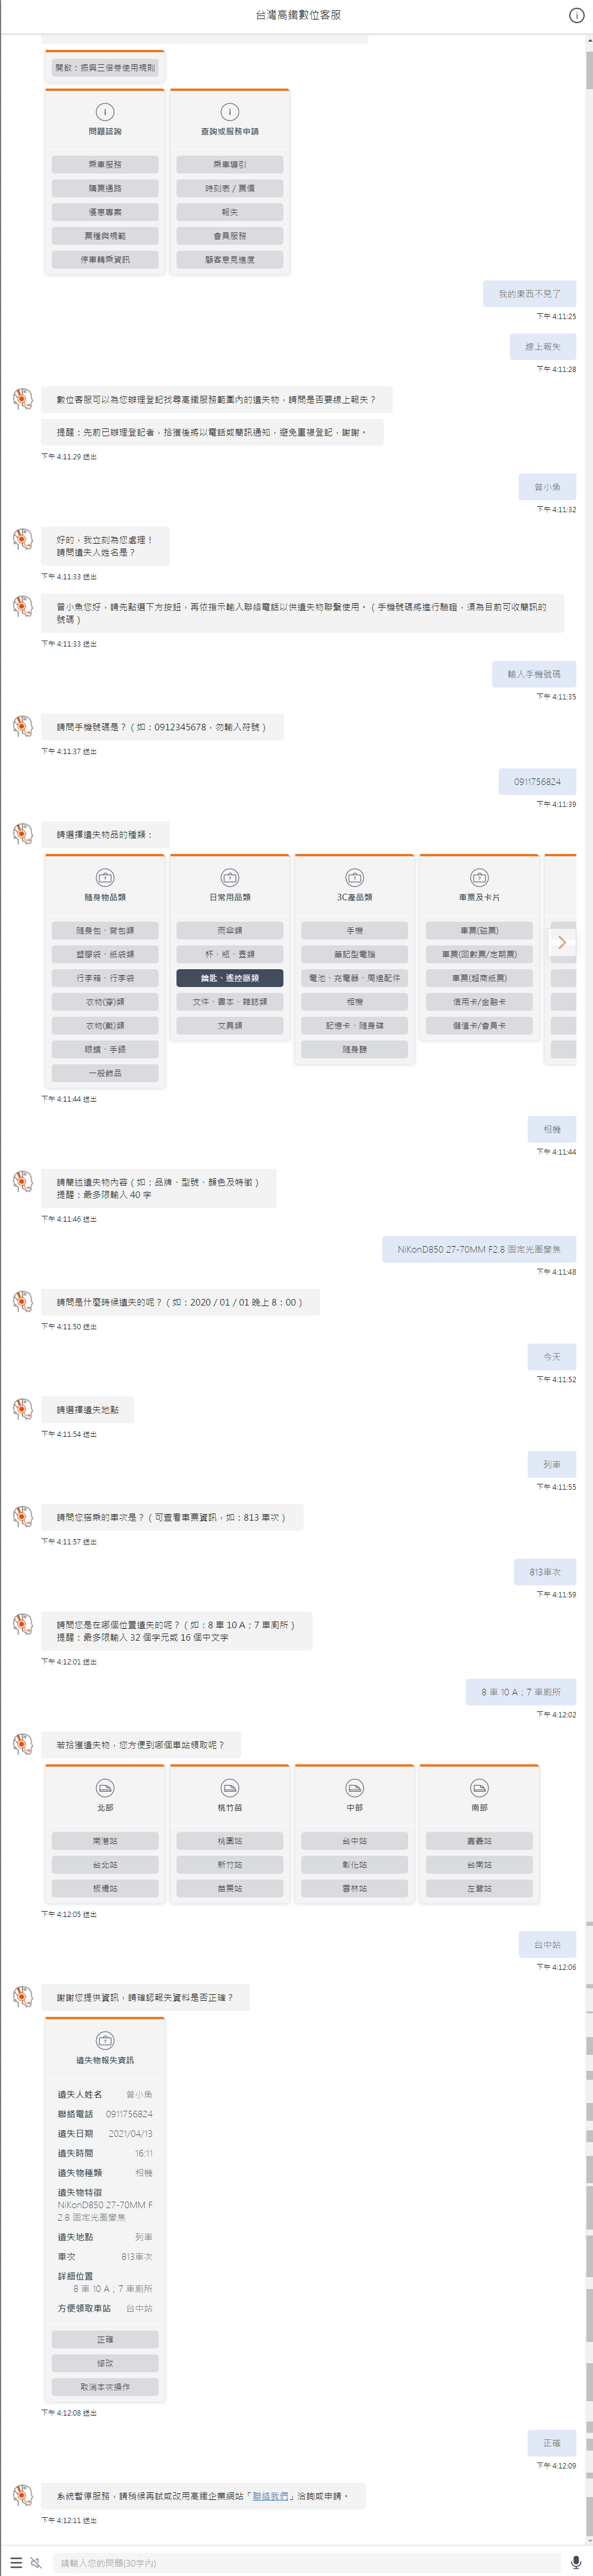 台灣高鐵數位客服
開啟：振興三倍券使用規則
問題諮詢
乘車服務
購票通路
優惠專案
票種與規範
停車轉乘資訊
查詢或服務申請
乘車導引
時刻表 / 票價
報失
會員服務
顧客意見進度
我的東西不見了
下午 4:11:25
線上報失
下午 4:11:28
數位客服可以為您辦理登記找尋高鐵服務範圍內的遺失物，請問是否要線上報失？
提醒：先前已辦理登記者，拾獲後將以電話或簡訊通知，避免重複登記，謝謝。
下午 4:11:29 送出
曾小魚
下午 4:11:32
好的，我立刻為您處理！
請問遺失人姓名是？
下午 4:11:33 送出
曾小魚您好，請先點選下方按鈕，再依指示輸入聯絡電話以供遺失物聯繫使用。（手機號碼將進行驗證，須為目前可收簡訊的
號碼）
下午 4:11:33 送出
輸入手機號碼
下午 4:11:35
請問手機號碼是？（如：0912345678，勿輸入符號）
下午 4:11:37 送出
0911756824
下午 4:11:39
請選擇遺失物品的種類：
隨身物品類
隨身包、背包類
塑膠袋、紙袋類
行李箱、行李袋
衣物(穿)類
衣物(戴)類
眼鏡、手錶
一般飾品
日常用品類
雨傘類
杯、瓶、壺類
鑰匙、遙控器類
文件、書本、雜誌類
文具類
3C產品類
手機
筆記型電腦
電池、充電器、周邊配件
相機
記憶卡、隨身碟
隨身聽
車票及卡片
車票(磁票)
車票(回數票/定期票)
車票(超商紙票)
信用卡/金融卡
儲值卡/會員卡
下午 4:11:44 送出
相機
下午 4:11:44
請簡述遺失物內容（如：品牌、型號、顏色及特徵）
提醒：最多限輸入 40 字
下午 4:11:46 送出
NiKonD850 27-70MM F2.8 固定光圈變焦
下午 4:11:48
請問是什麼時候遺失的呢？（如：2020 / 01 / 01 晚上 8：00）
下午 4:11:50 送出
今天
下午 4:11:52
請選擇遺失地點
下午 4:11:54 送出
列車
下午 4:11:55
請問您搭乘的車次是？（可查看車票資訊，如：813 車次）
下午 4:11:57 送出
813車次
下午 4:11:59
請問您是在哪個位置遺失的呢？（如：8 車 10 A；7 車廁所）
提醒：最多限輸入 32 個字元或 16 個中文字
下午 4:12:01 送出
8 車 10 A；7 車廁所
下午 4:12:02
若拾獲遺失物，您方便到哪個車站領取呢？
北部
南港站
台北站
板橋站
桃竹苗
桃園站
新竹站
苗栗站
中部
台中站
彰化站
雲林站
南部
嘉義站
台南站
左營站
下午 4:12:05 送出
台中站
下午 4:12:06
謝謝您提供資訊，請確認報失資料是否正確？
遺失物報失資訊
遺失人姓名 曾小魚
聯絡電話 0911756824
遺失日期 2021/04/13
遺失時間 16:11
遺失物種類 相機
遺失物特徵
NiKonD850 27-70MM F
2.8 固定光圈變焦
遺失地點 列車
車次 813車次
詳細位置
8 車 10 A；7 車廁所
方便領取車站 台中站
正確
修改
取消本次操作
下午 4:12:08 送出
正確
下午 4:12:09
系統暫停服務，請稍候再試或改用高鐵企業網站「聯絡我們」洽詢或申請。
下午 4:12:11 送出
請輸入您的問題(30字內)